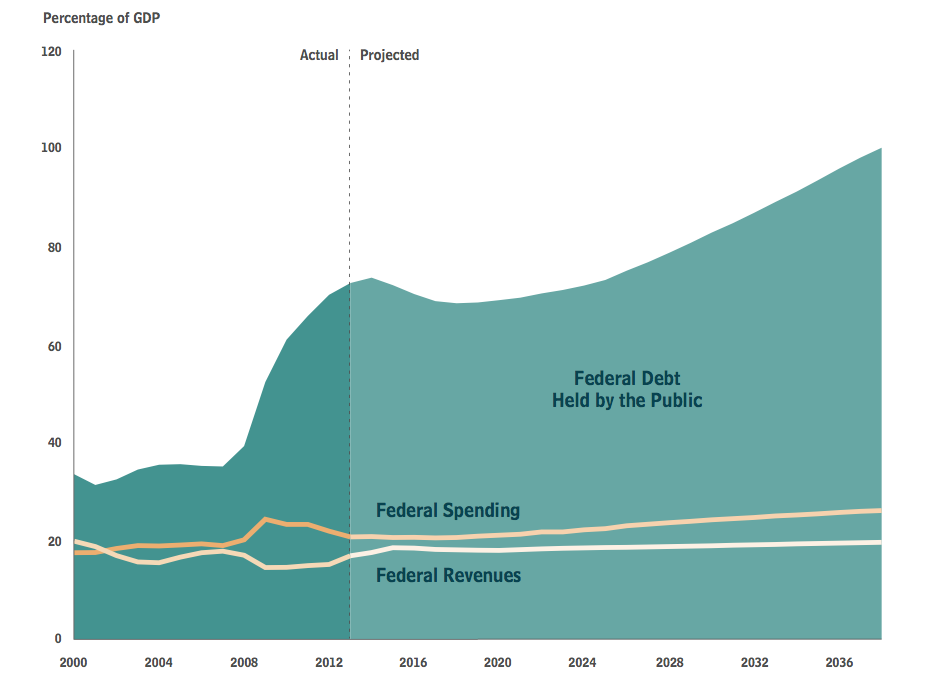 Percentage of GDP
120
Actual Projected
100
80
60
Federal Debt
Held by the Public
40
Federal Spending
20
Federal Revenues
0
2000 2004 2008 2012 2016 2020 2024 2028 2032 2036